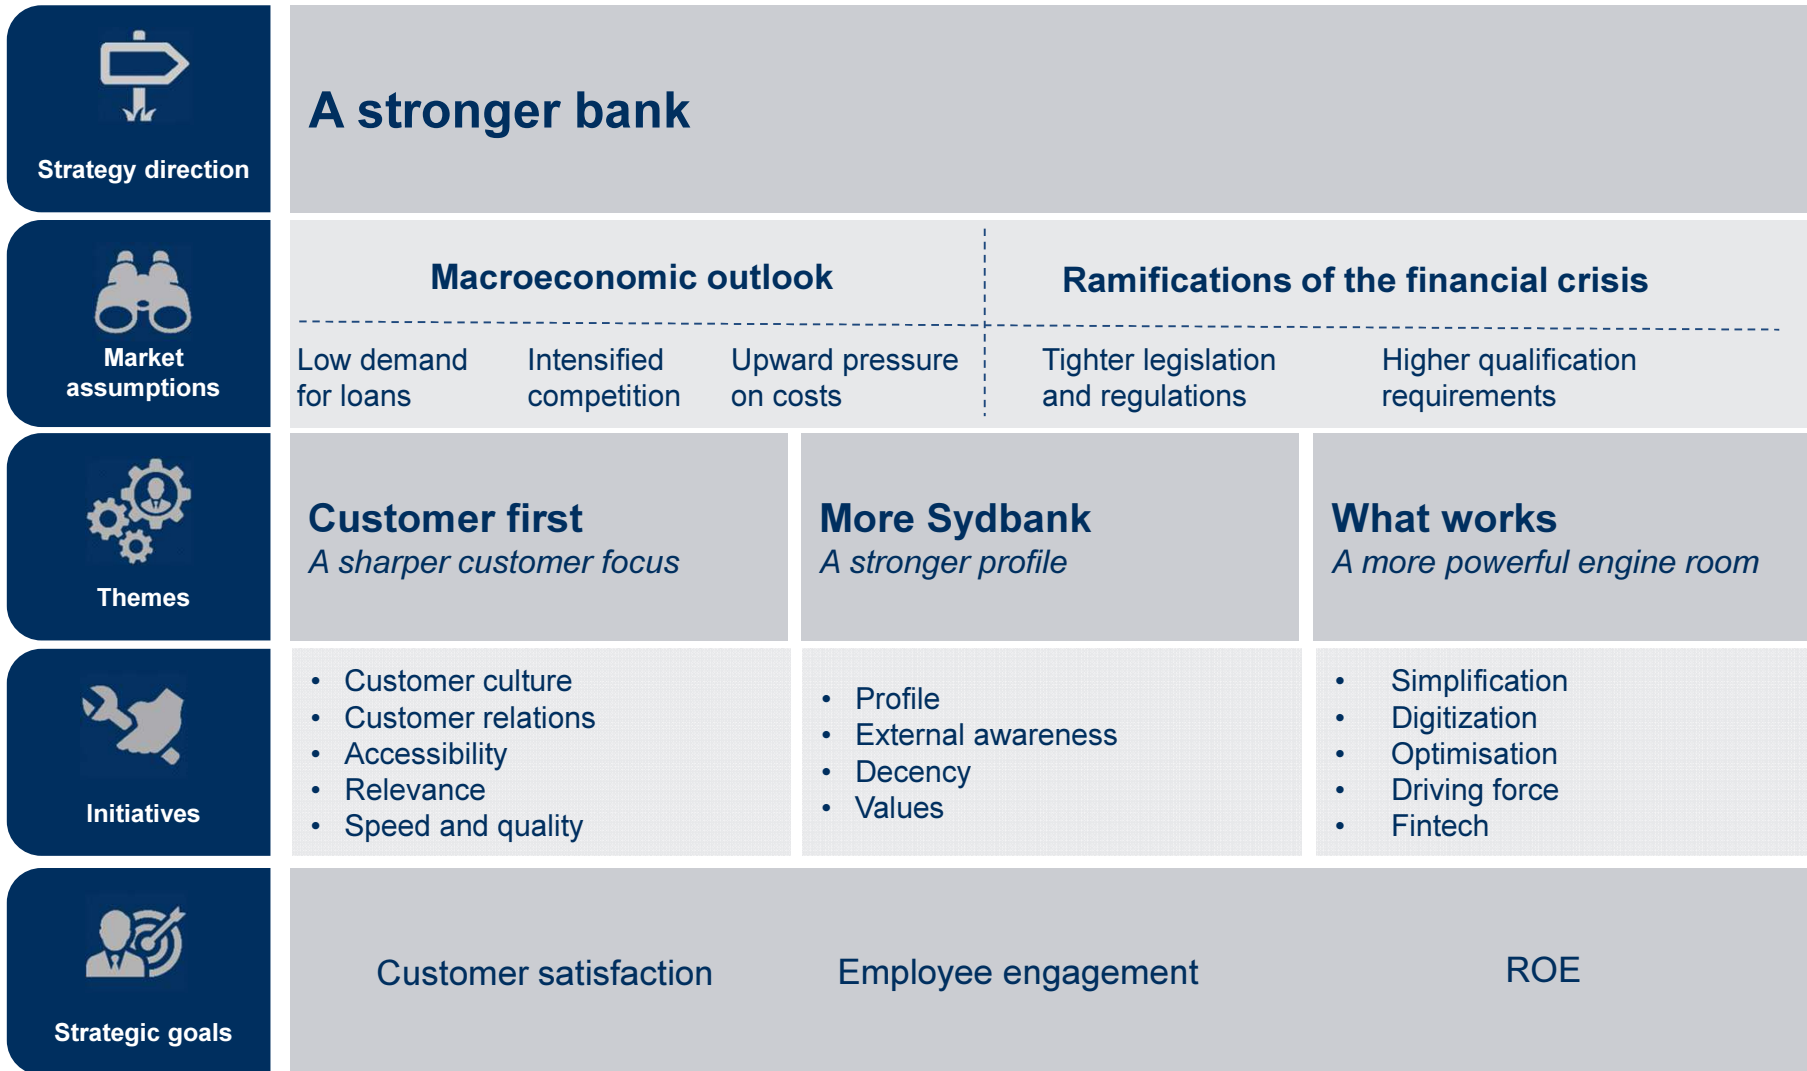 Strategy direction
A stronger bank
Market
assumptions
Macroeconomic outlook
Ramifications of the financial crisis
Low demand
for loans
Intensified
competition
Upward pressure
on costs
Tighter legislation
and regulations
Higher qualification
requirements
Themes
Customer first
A sharper customer focus
More Sydbank
A stronger profile
What works
A more powerful engine room
Initiatives
• Customer culture
• Customer relations
• Accessibility
• Relevance
• Speed and quality
• Profile
• External awareness
• Decency
• Values
• Simplification
• Digitization
• Optimisation
• Driving force
• Fintech
Strategic goals
Customer satisfaction
Employee engagement
ROE